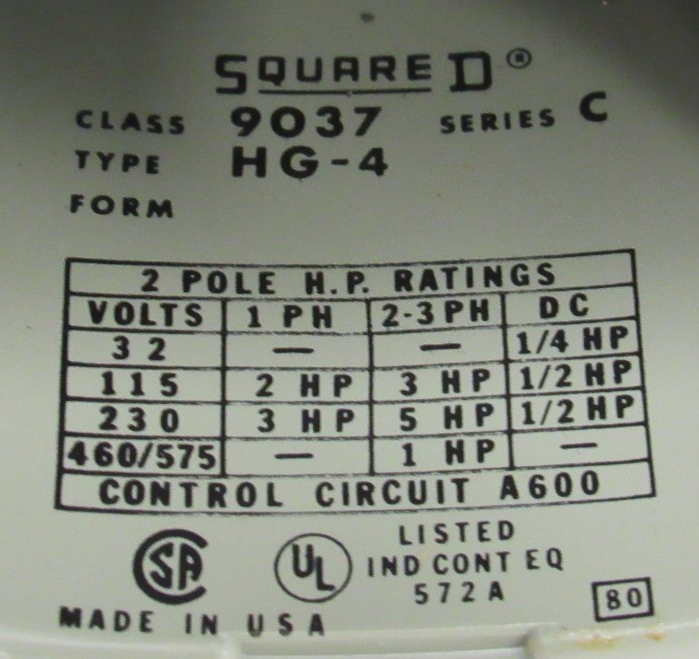 SQUARE D®
CLASS 9037 SERIES C
TYPE HG-4
FORM
2 POLE H.P. RATINGS
VOLTS 1 PH 2-3 PH DC
32 — — 1/4 HP
115 2 HP 3 HP 1/2 HP
230 3 HP 5 HP 1/2 HP
460/575 — 1 HP —
CONTROL CIRCUIT A600
CSA UL LISTED
IND CONT EQ
572A
80
MADE IN USA